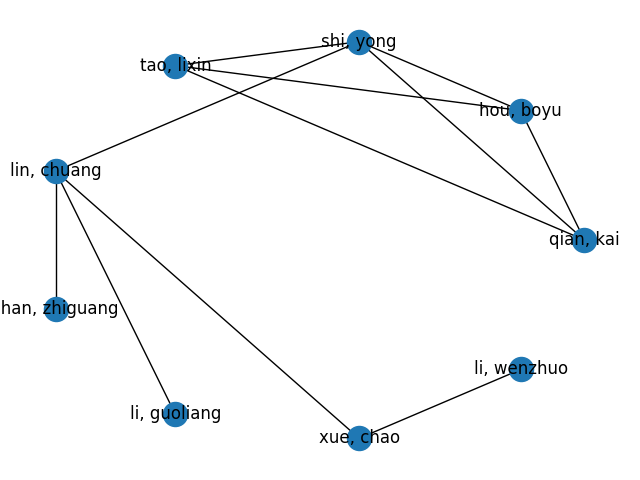 shi, yong
tao, lixin
hou, boyu
lin, chuang
qian, kai
han, zhiguang
li, wenzhuo
li, guoliang
xue, chao